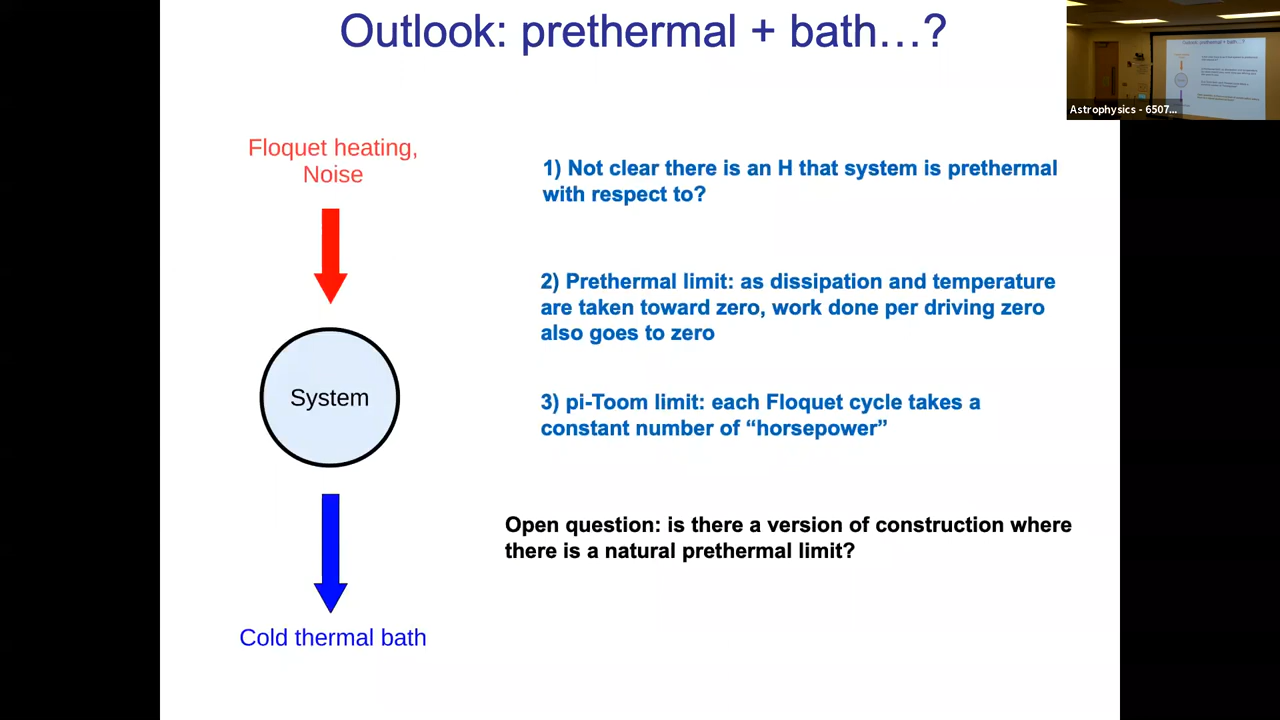 Outlook: prethermal + bath…?
Astrophysics - 6507...
Floquet heating,
Noise
1) Not clear there is an H that system is prethermal
with respect to?
2) Prethermal limit: as dissipation and temperature
are taken toward zero, work done per driving zero
also goes to zero
System
3) pi-Toom limit: each Floquet cycle takes a
constant number of “horsepower”
Open question: is there a version of construction where
there is a natural prethermal limit?
Cold thermal bath